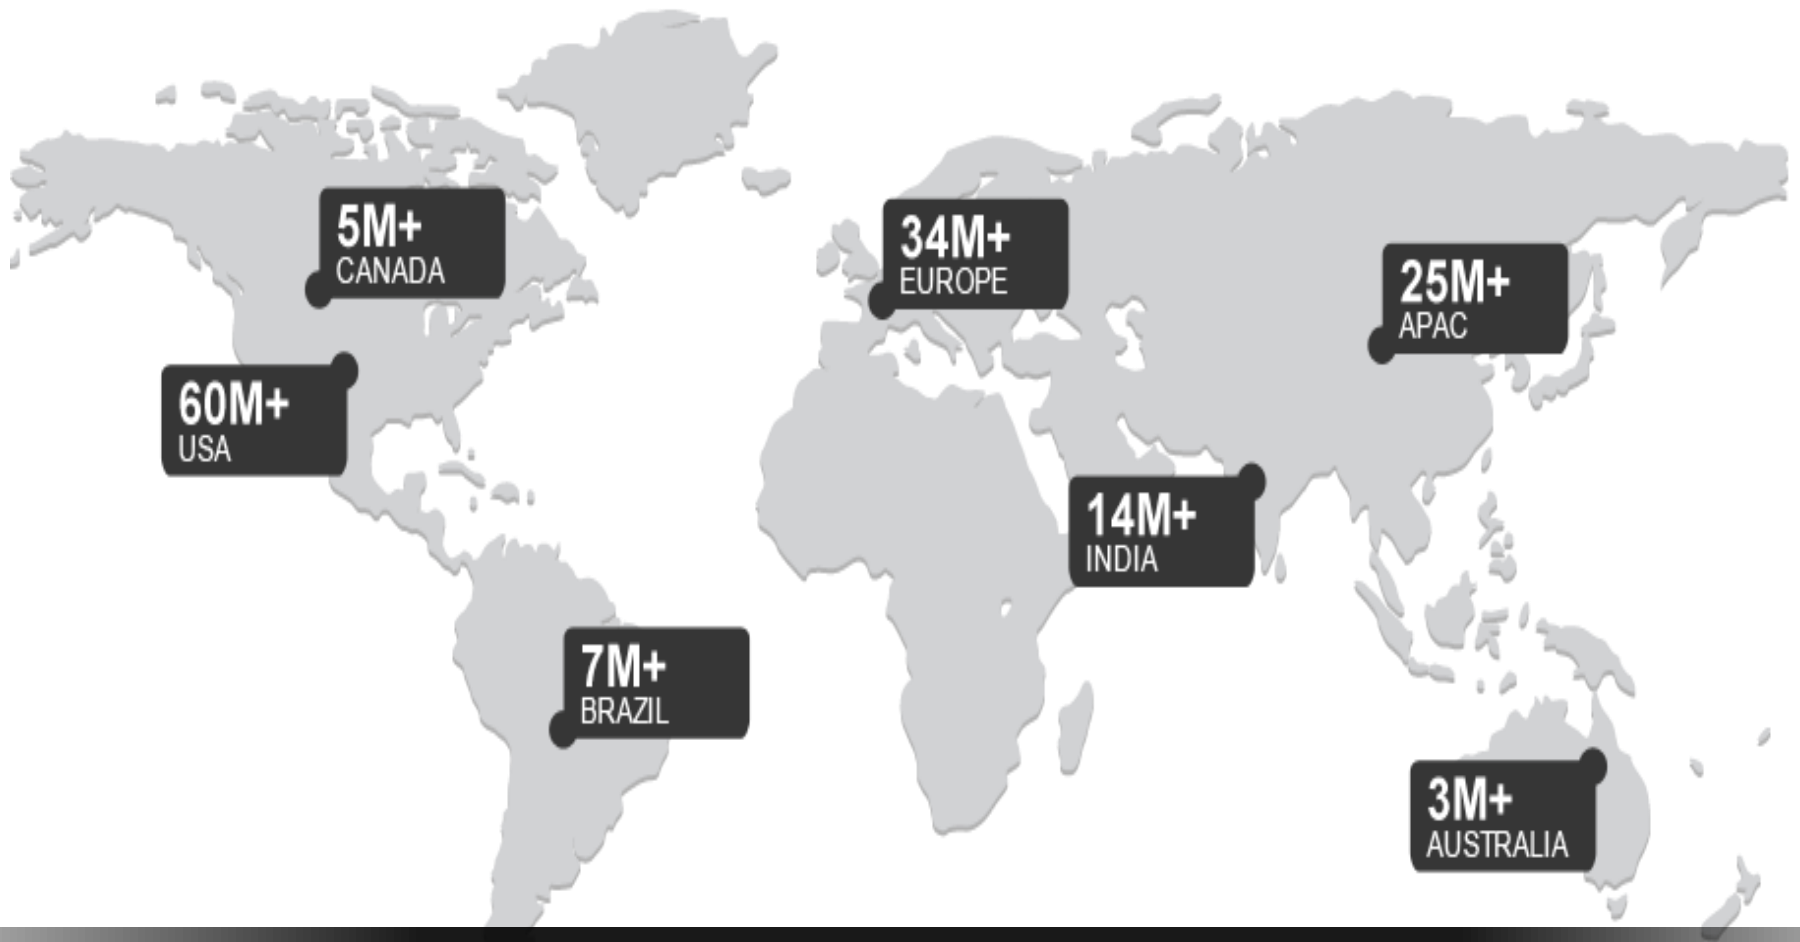 5M+
CANADA
34M+
EUROPE
25M+
APAC
60M+
USA
14M+
INDIA
7M+
BRAZIL
3M+
AUSTRALIA